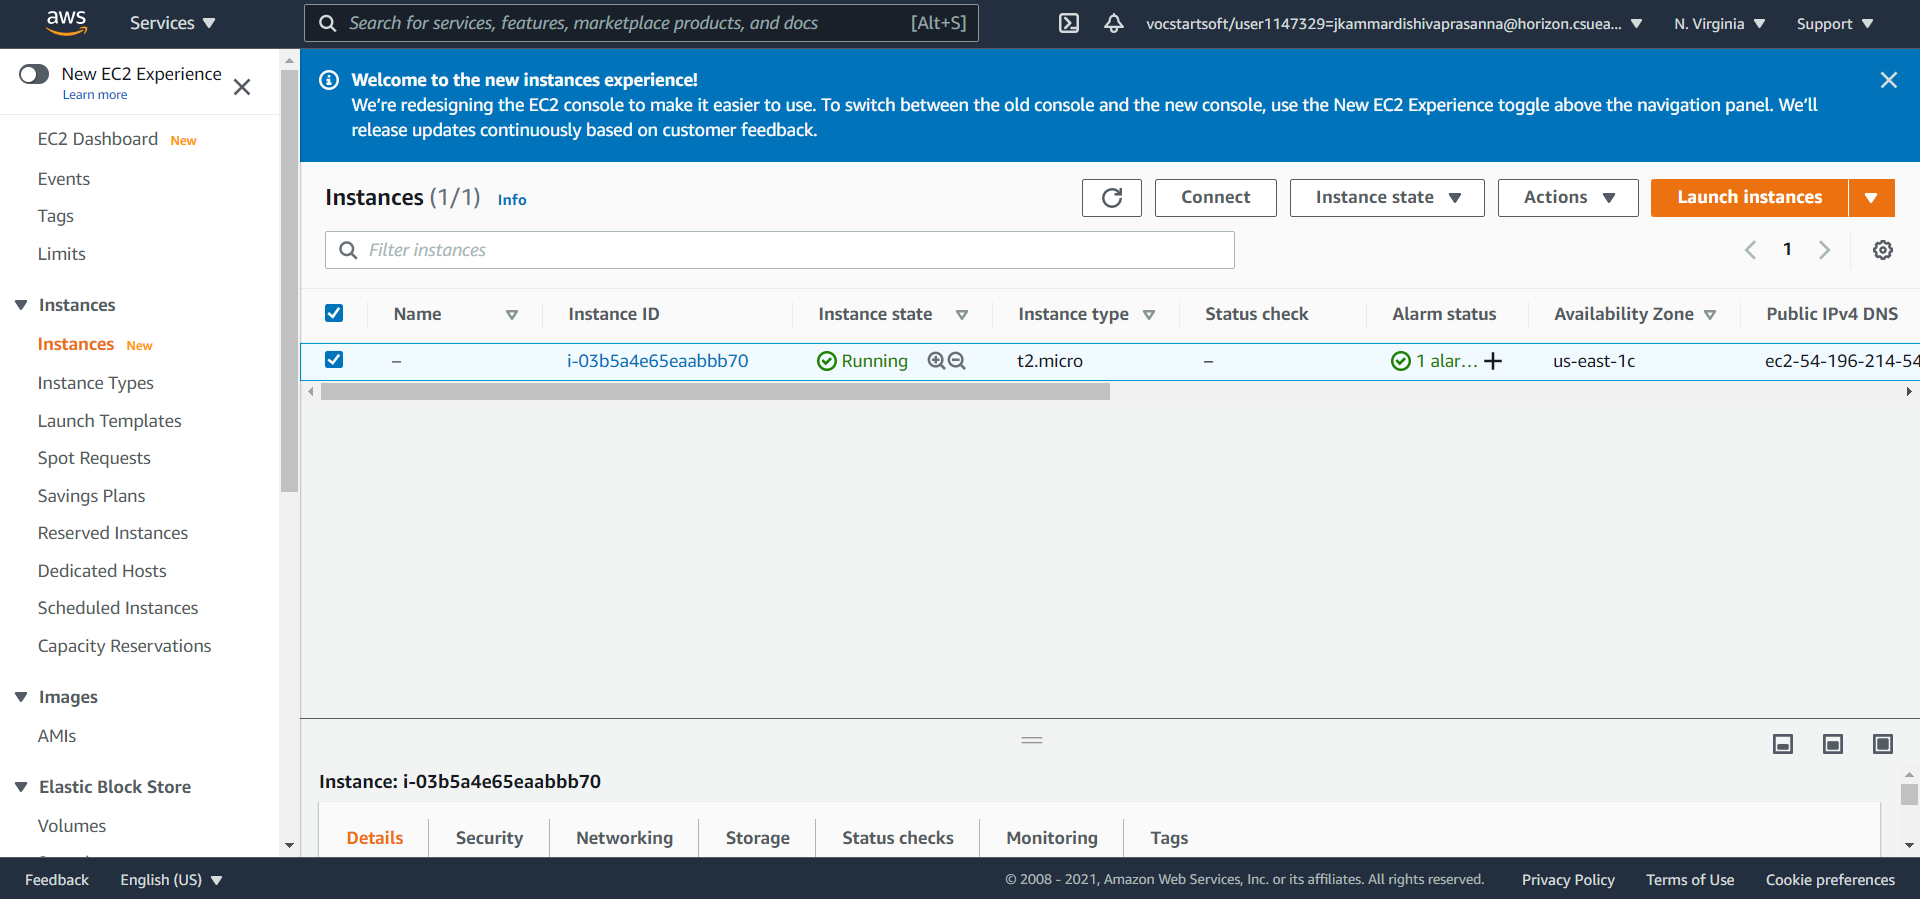 aws
Services
Search for services, features, marketplace products, and docs
[Alt+S]
vocstartsoft/user1147329=jkammardishivaprasanna@horizon.csuea...
N. Virginia
Support
New EC2 Experience
Learn more
EC2 Dashboard New
Events
Tags
Limits
Instances
Instances New
Instance Types
Launch Templates
Spot Requests
Savings Plans
Reserved Instances
Dedicated Hosts
Scheduled Instances
Capacity Reservations
Images
AMIs
Elastic Block Store
Volumes
Welcome to the new instances experience!
We're redesigning the EC2 console to make it easier to use. To switch between the old console and the new console, use the New EC2 Experience toggle above the navigation panel. We'll
release updates continuously based on customer feedback.
Instances (1/1) Info
Connect
Instance state
Actions
Launch instances
Filter instances
1
Name Instance ID Instance state Instance type Status check Alarm status Availability Zone Public IPv4 DNS
– i-03b5a4e65eaabbb70 Running t2.micro – 1 alar... + us-east-1c ec2-54-196-214-54
Instance: i-03b5a4e65eaabbb70
Details Security Networking Storage Status checks Monitoring Tags
Feedback English (US) © 2008 - 2021, Amazon Web Services, Inc. or its affiliates. All rights reserved. Privacy Policy Terms of Use Cookie preferences